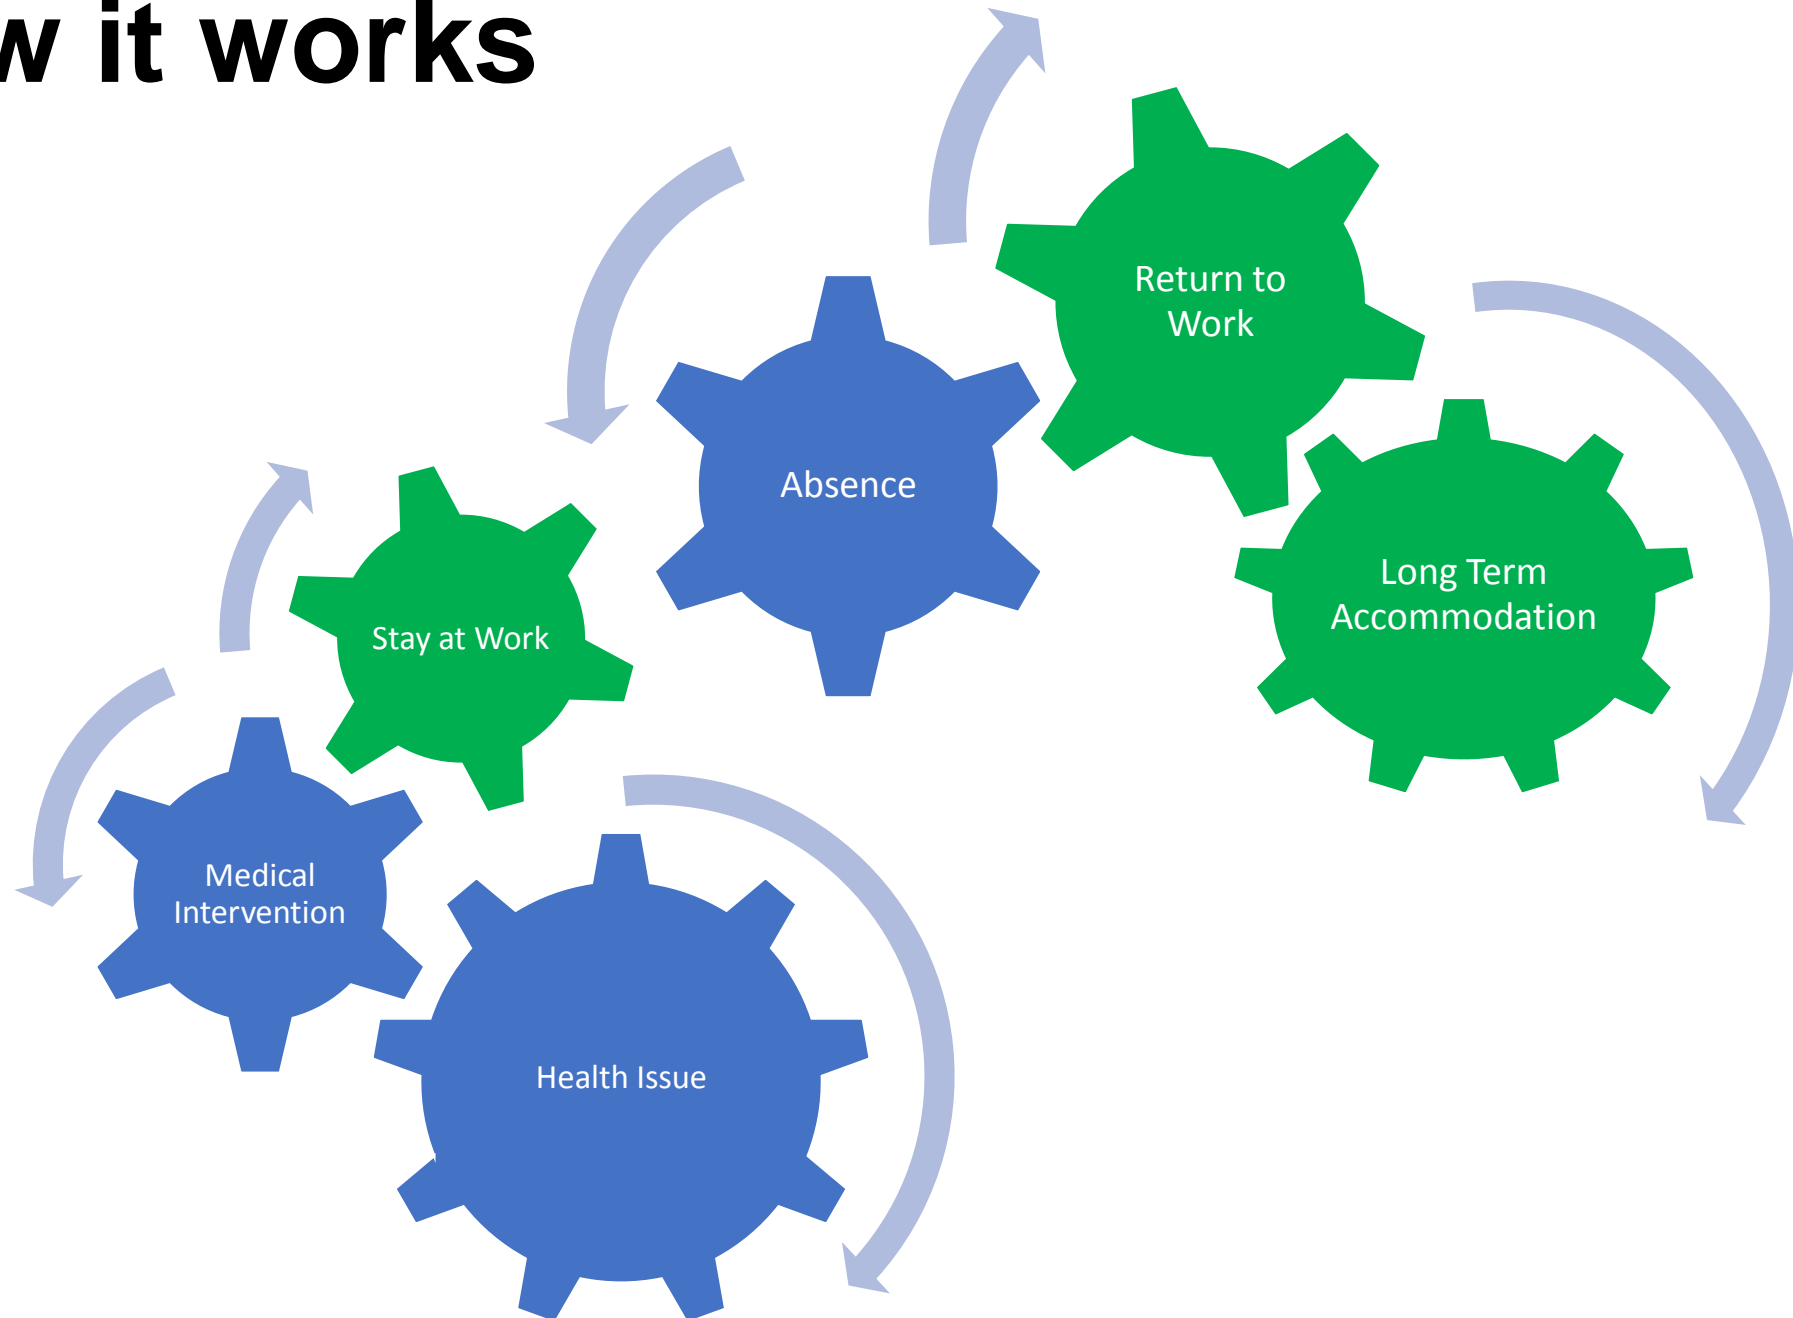 w it works
Return to
Work
Absence
Long Term
Accommodation
Stay at Work
Medical
Intervention
Health Issue